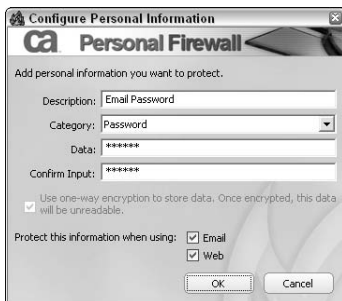 Configure Personal Information
ca Personal Firewall
Add personal information you want to protect.
Description: Email Password
Category: Password
Data: ******
Confirm Input: ******
Use one-way encryption to store data. Once encrypted, this data
will be unreadable.
Protect this information when using: Email
Web
OK Cancel